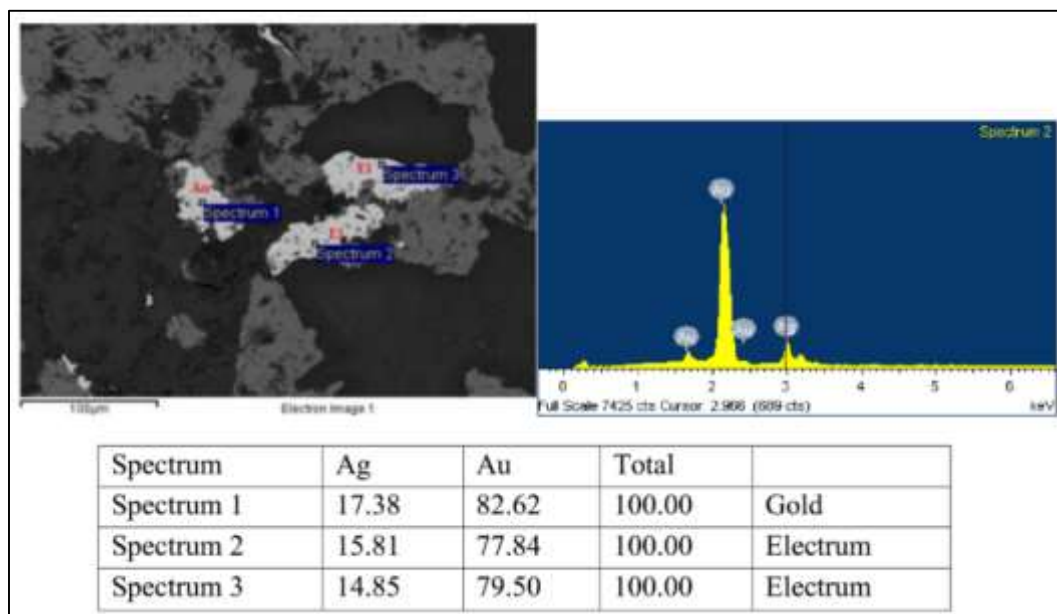 Au
El
Spectrum 3
Spectrum 1
El
Spectrum 2
100µm
Electron Image 1
Spectrum 2
Au
0 1 2 3 4 5 6
Full Scale 7425 cts Cursor: 2.966 (689 cts)
keV
Spectrum Ag Au Total
Spectrum 1 17.38 82.62 100.00 Gold
Spectrum 2 15.81 77.84 100.00 Electrum
Spectrum 3 14.85 79.50 100.00 Electrum